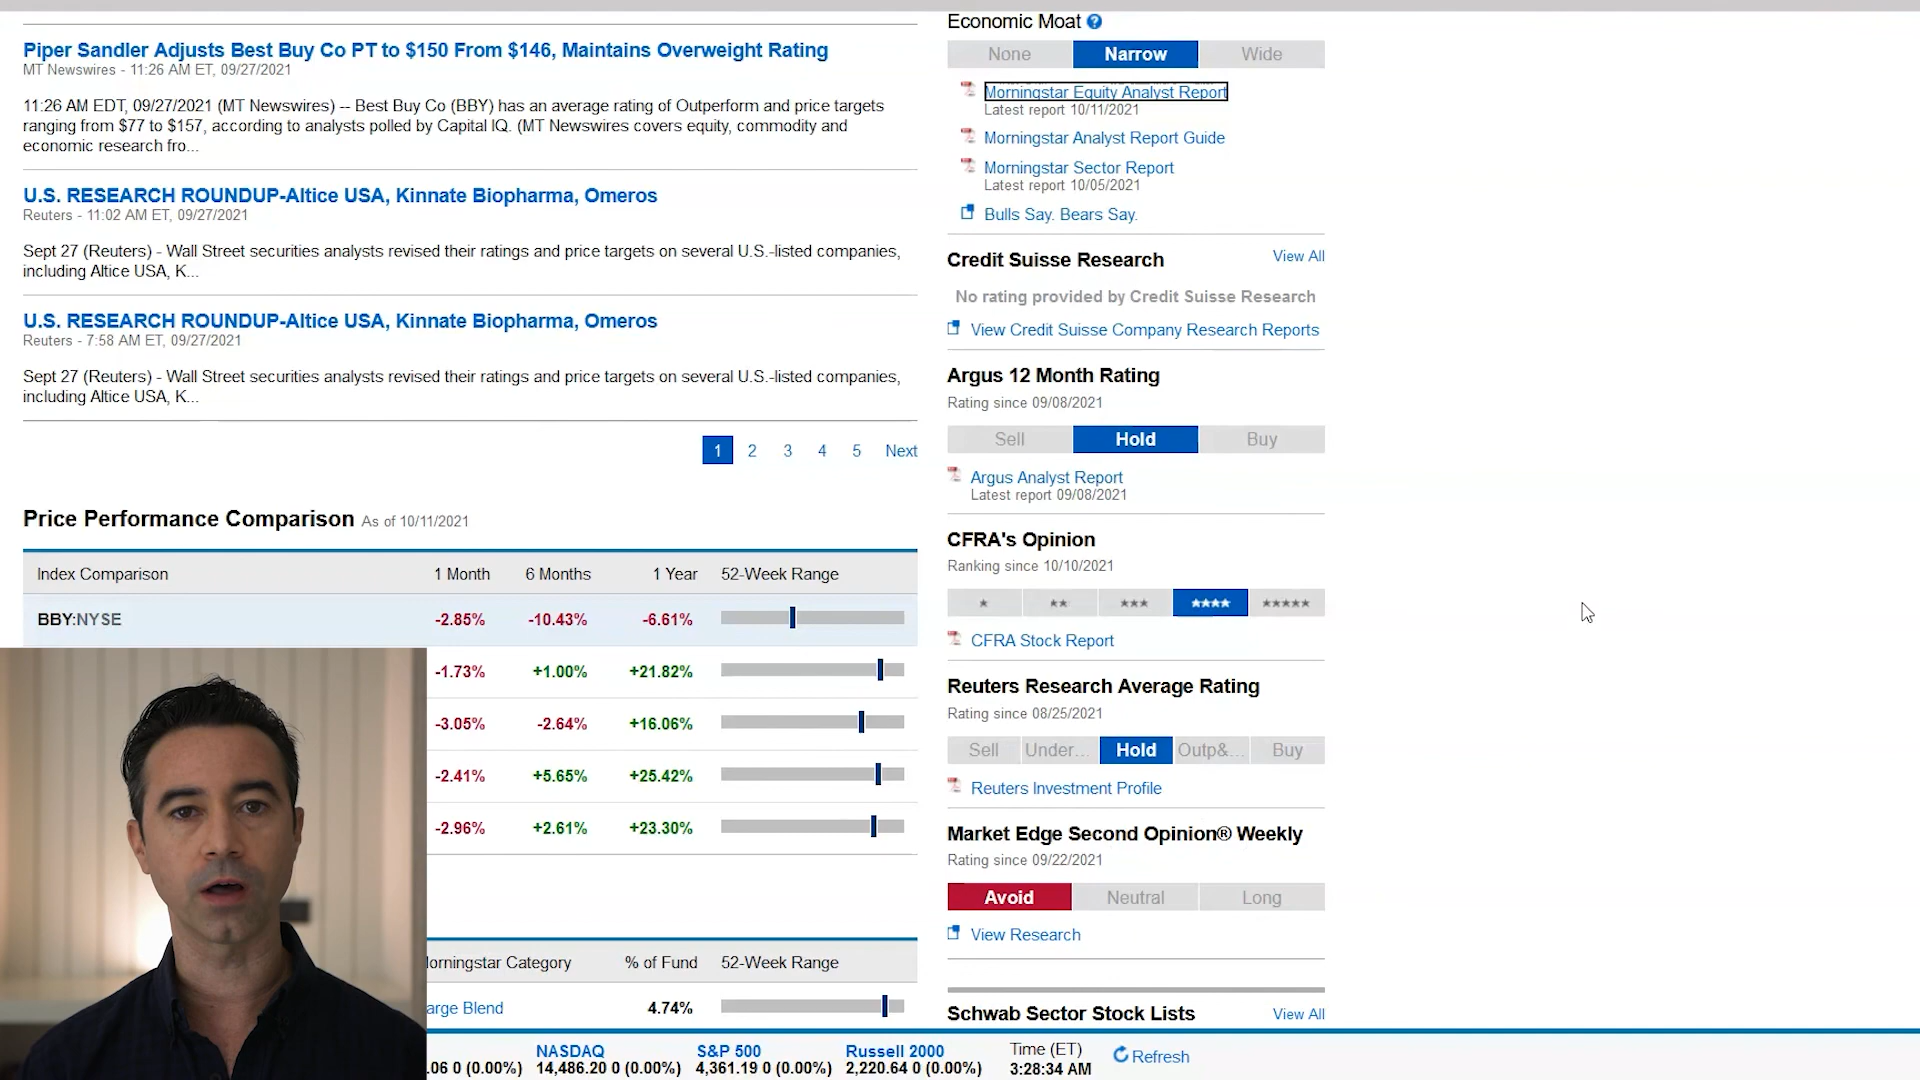 Piper Sandler Adjusts Best Buy Co PT to $150 From $146, Maintains Overweight Rating
MT Newswires - 11:26 AM ET, 09/27/2021
11:26 AM EDT, 09/27/2021 (MT Newswires) -- Best Buy Co (BBY) has an average rating of Outperform and price targets
ranging from $77 to $157, according to analysts polled by Capital IQ. (MT Newswires covers equity, commodity and
economic research fro...
U.S. RESEARCH ROUNDUP-Altice USA, Kinnate Biopharma, Omeros
Reuters - 11:02 AM ET, 09/27/2021
Sept 27 (Reuters) - Wall Street securities analysts revised their ratings and price targets on several U.S.-listed companies,
including Altice USA, K...
U.S. RESEARCH ROUNDUP-Altice USA, Kinnate Biopharma, Omeros
Reuters - 7:58 AM ET, 09/27/2021
Sept 27 (Reuters) - Wall Street securities analysts revised their ratings and price targets on several U.S.-listed companies,
including Altice USA, K...
1 2 3 4 5 Next
Price Performance Comparison As of 10/11/2021
Index Comparison 1 Month 6 Months 1 Year 52-Week Range
BBY:NYSE -2.85% -10.43% -6.61%
-1.73% +1.00% +21.82%
-3.05% -2.64% +16.06%
-2.41% +5.65% +25.42%
-2.96% +2.61% +23.30%
orningstar Category % of Fund 52-Week Range
arge Blend 4.74%
Economic Moat ?
None Narrow Wide
Morningstar Equity Analyst Report
Latest report 10/11/2021
Morningstar Analyst Report Guide
Morningstar Sector Report
Latest report 10/05/2021
Bulls Say. Bears Say.
Credit Suisse Research View All
No rating provided by Credit Suisse Research
View Credit Suisse Company Research Reports
Argus 12 Month Rating
Rating since 09/08/2021
Sell Hold Buy
Argus Analyst Report
Latest report 09/08/2021
CFRA's Opinion
Ranking since 10/10/2021
★ ★★ ★★★ ★★★★ ★★★★★
CFRA Stock Report
Reuters Research Average Rating
Rating since 08/25/2021
Sell Under... Hold Outp&... Buy
Reuters Investment Profile
Market Edge Second Opinion® Weekly
Rating since 09/22/2021
Avoid Neutral Long
View Research
Schwab Sector Stock Lists View All
NASDAQ S&P 500 Russell 2000 Time (ET) Refresh
.06 0 (0.00%) 14,486.20 0 (0.00%) 4,361.19 0 (0.00%) 2,220.64 0 (0.00%) 3:28:34 AM